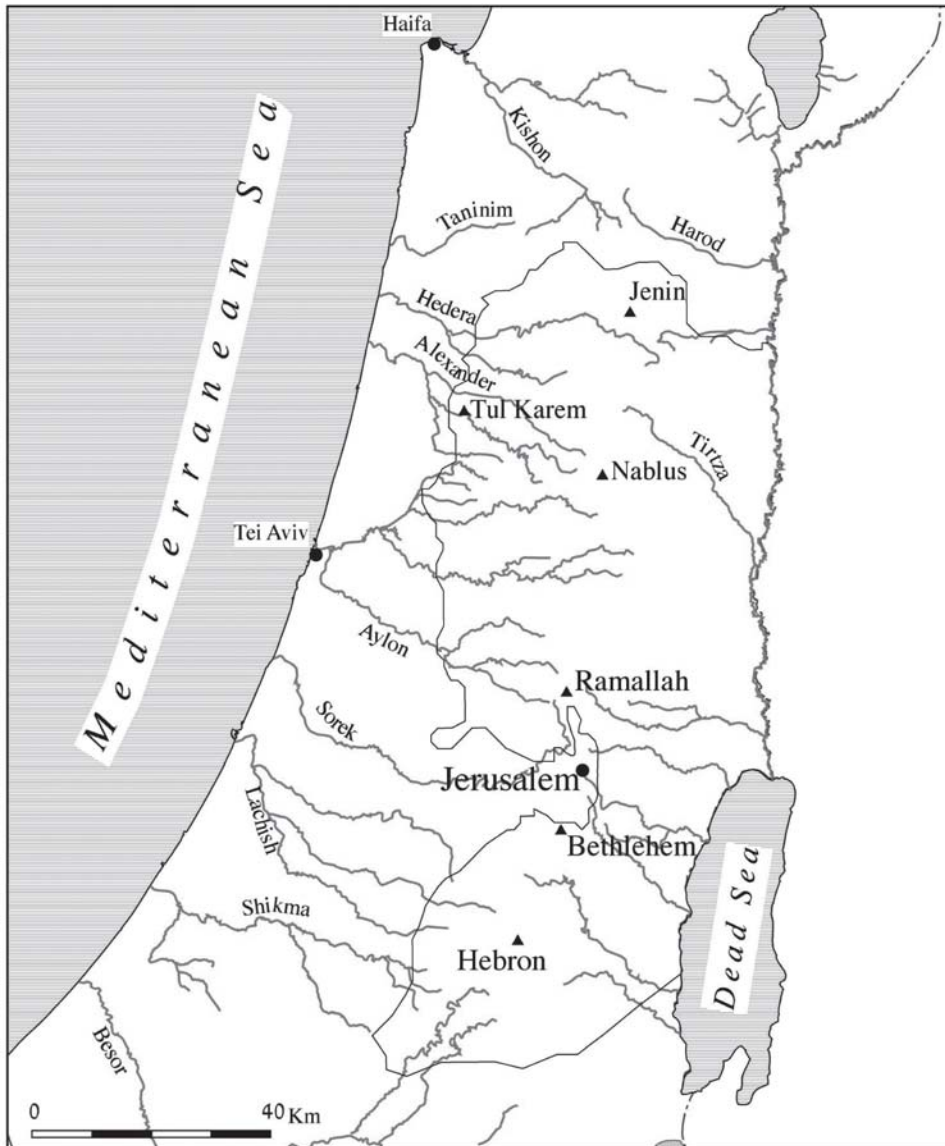 Haifa
Mediterranean Sea
Kishon
Taninim
Harod
Hedera
Jenin
Alexander
Tul Karem
Tirtza
Nablus
Tei Aviv
Aylon
Ramallah
Sorek
Jerusalem
Lachish
Bethlehem
Dead Sea
Shikma
Hebron
Besor
0 40 Km